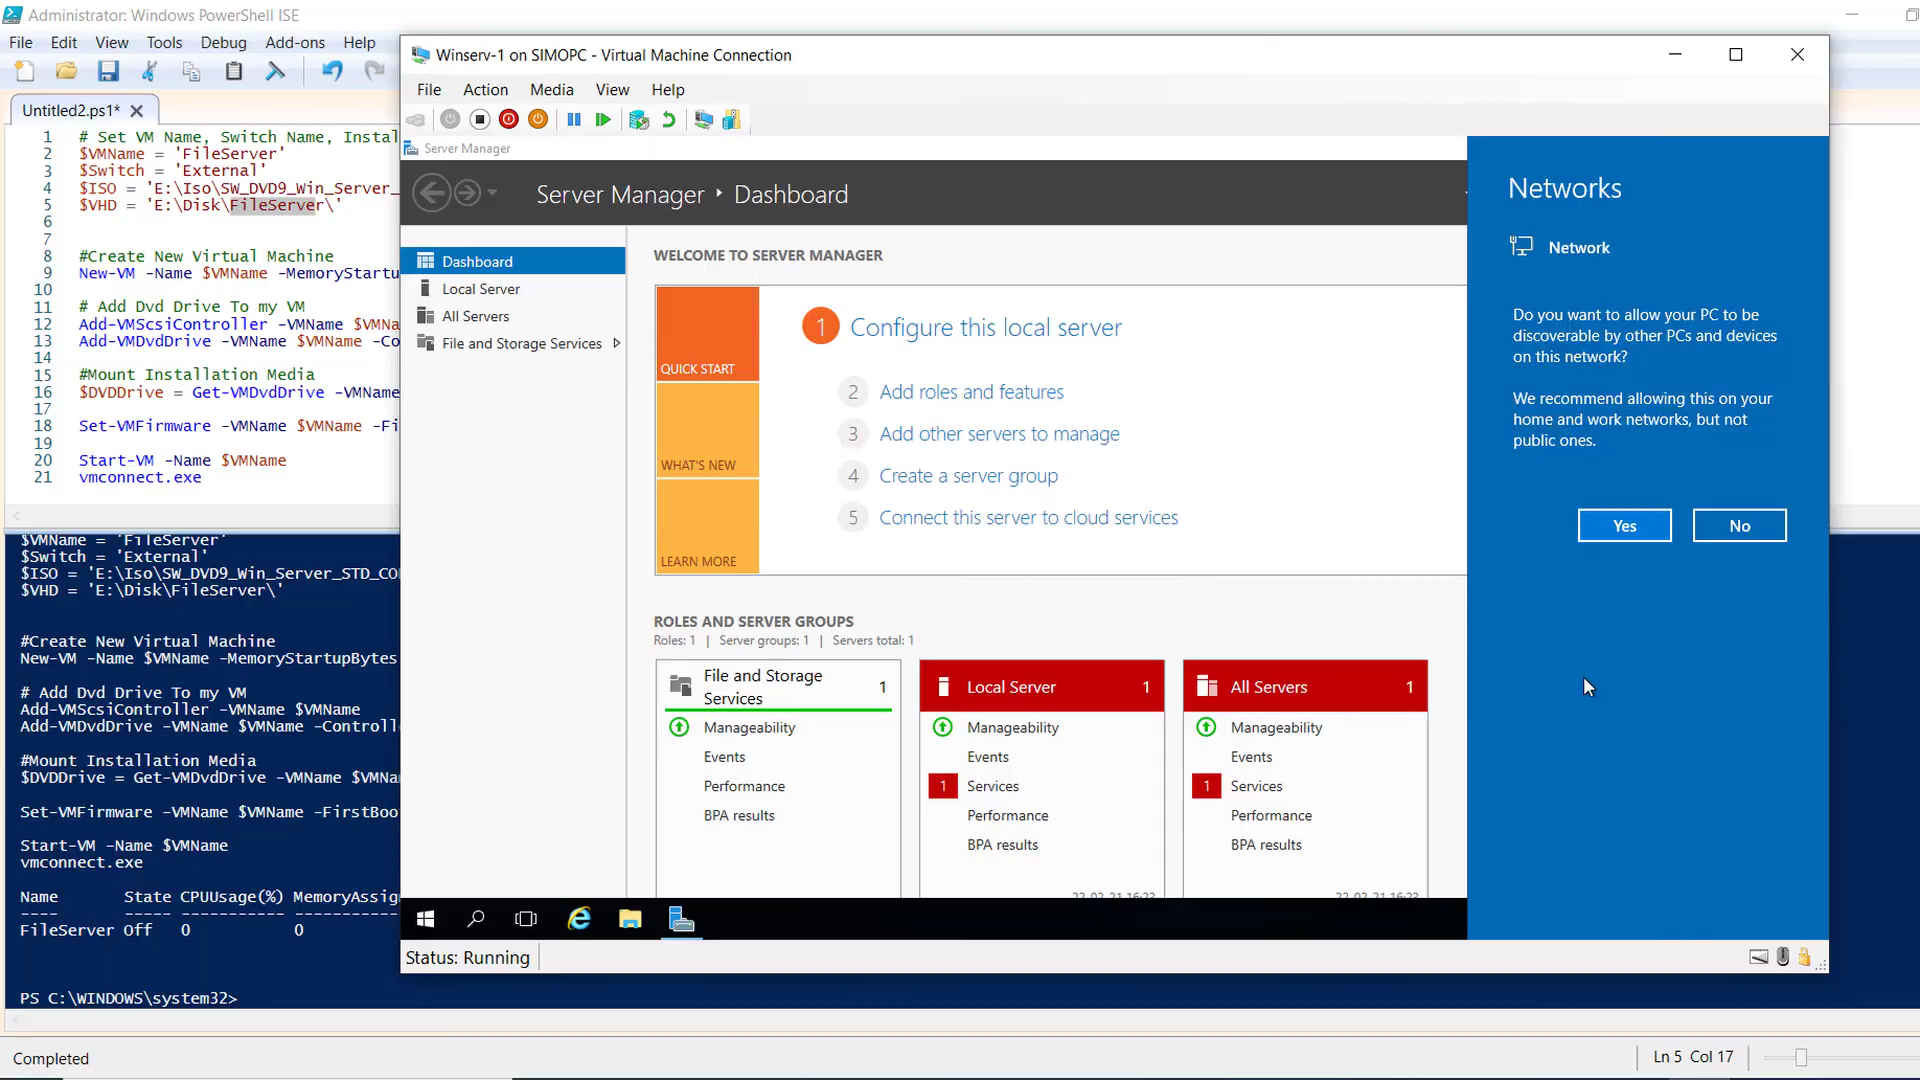 Administrator: Windows PowerShell ISE
File Edit View Tools Debug Add-ons Help
Untitled2.ps1* X
1 # Set VM Name, Switch Name, Instal
2 $VMName = 'FileServer'
3 $Switch = 'External'
4 $ISO = 'E:\Iso\SW_DVD9_Win_Server_
5 $VHD = 'E:\Disk\FileServer\'
6
7
8 #Create New Virtual Machine
9 New-VM -Name $VMName -MemoryStartu
10
11 # Add Dvd Drive To my VM
12 Add-VMScsiController -VMName $VMNa
13 Add-VMDvdDrive -VMName $VMName -Co
14
15 #Mount Installation Media
16 $DVDDrive = Get-VMDvdDrive -VMName
17
18 Set-VMFirmware -VMName $VMName -Fi
19
20 Start-VM -Name $VMName
21 vmconnect.exe
$VMName = 'FileServer'
$Switch = 'External'
$ISO = 'E:\Iso\SW_DVD9_Win_Server_STD_CO
$VHD = 'E:\Disk\FileServer\'
#Create New Virtual Machine
New-VM -Name $VMName -MemoryStartupBytes
# Add Dvd Drive To my VM
Add-VMScsiController -VMName $VMName
Add-VMDvdDrive -VMName $VMName -Controll
#Mount Installation Media
$DVDDrive = Get-VMDvdDrive -VMName $VMNa
Set-VMFirmware -VMName $VMName -FirstBoo
Start-VM -Name $VMName
vmconnect.exe
Name State CPUUsage(%) MemoryAssig
---- ----- ----------- -----------
FileServer Off 0 0
PS C:\WINDOWS\system32>
Completed
Ln 5 Col 17
Winserv-1 on SIMOPC - Virtual Machine Connection
File Action Media View Help
Server Manager
Server Manager ‣ Dashboard
Dashboard
Local Server
All Servers
File and Storage Services
WELCOME TO SERVER MANAGER
QUICK START
WHAT'S NEW
LEARN MORE
1 Configure this local server
2 Add roles and features
3 Add other servers to manage
4 Create a server group
5 Connect this server to cloud services
ROLES AND SERVER GROUPS
Roles: 1 | Server groups: 1 | Servers total: 1
File and Storage
Services 1
Manageability
Events
Performance
BPA results
Local Server 1
Manageability
Events
1 Services
Performance
BPA results
22-02-21 16:23
All Servers 1
Manageability
Events
1 Services
Performance
BPA results
22-02-21 16:23
Networks
Network
Do you want to allow your PC to be
discoverable by other PCs and devices
on this network?
We recommend allowing this on your
home and work networks, but not
public ones.
Yes No
Status: Running